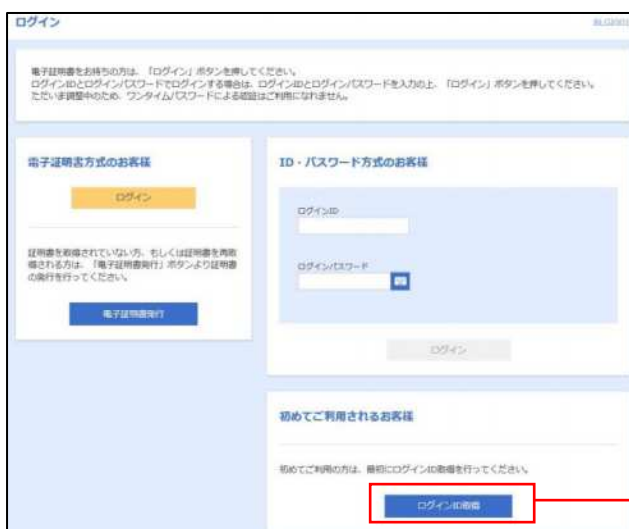 ログイン
電子証明書をお持ちの方は、「ログイン」ボタンを押してください。
ログインIDとログインパスワードでログインする場合は、ログインIDとログインパスワードを入力の上、「ログイン」ボタンを押してください。
ただいま調整中のため、ワンタイムパスワードによる認証はご利用になれません。
電子証明書方式のお客様
ログイン
証明書を取得されていない方、もしくは証明書を再取
得される方は、「電子証明書発行」ボタンより証明書
の発行を行ってください。
電子証明書発行
ID・パスワード方式のお客様
ログインID
ログインパスワード
ログイン
初めてご利用されるお客様
初めてご利用の方は、最初にログインID取得を行ってください。
ログインID取得